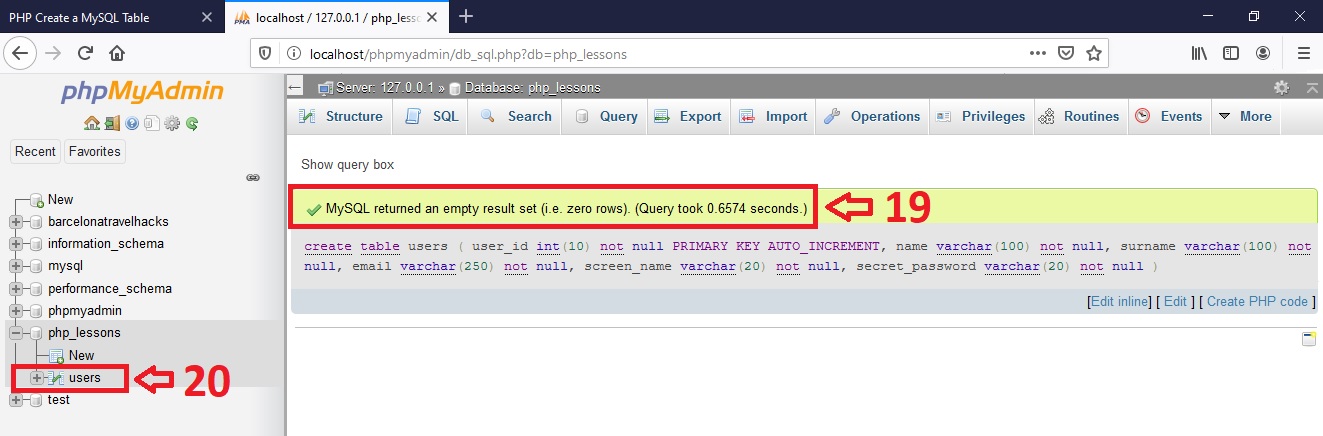 PHP Create a MySQL Table
localhost / 127.0.0.1 / php_lesso
localhost/phpmyadmin/db_sql.php?db=php_lessons
phpMyAdmin
Recent
Favorites
New
barcelonatravelhacks
information_schema
mysql
performance_schema
phpmyadmin
php_lessons
New
users
20
test
Server: 127.0.0.1 » Database: php_lessons
Structure SQL Search Query Export Import Operations Privileges Routines Events More
Show query box
MySQL returned an empty result set (i.e. zero rows). (Query took 0.6574 seconds.)
19
create table users ( user_id int(10) not null PRIMARY KEY AUTO_INCREMENT, name varchar(100) not null, surname varchar(100) not
null, email varchar(250) not null, screen_name varchar(20) not null, secret_password varchar(20) not null )
[Edit inline] [ Edit ] [ Create PHP code ]